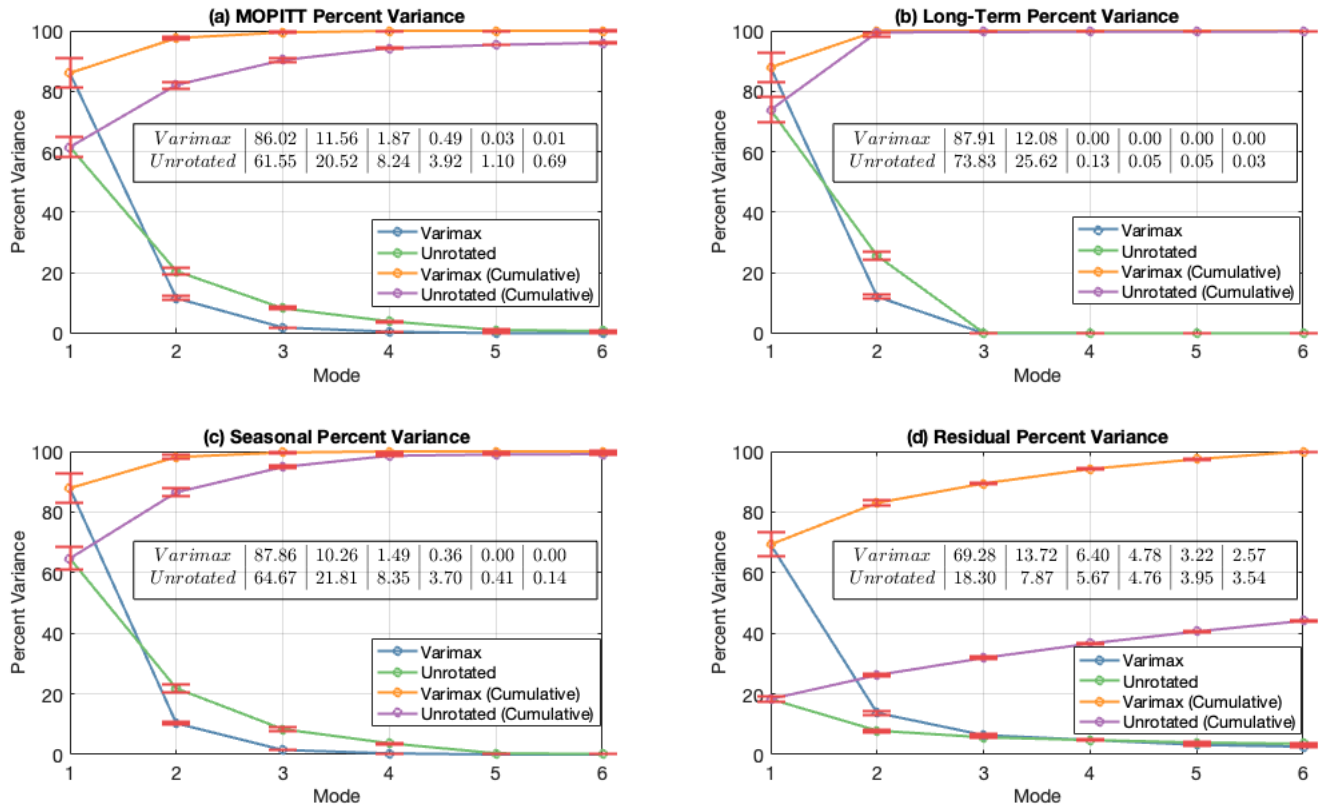 (a) MOPITT Percent Variance
100
80
60
40
20
0
Percent Variance
Varimax | 86.02 | 11.56 | 1.87 | 0.49 | 0.03 | 0.01
Unrotated | 61.55 | 20.52 | 8.24 | 3.92 | 1.10 | 0.69
Varimax
Unrotated
Varimax (Cumulative)
Unrotated (Cumulative)
1 2 3 4 5 6
Mode
(b) Long-Term Percent Variance
100
80
60
40
20
0
Percent Variance
Varimax | 87.91 | 12.08 | 0.00 | 0.00 | 0.00 | 0.00
Unrotated | 73.83 | 25.62 | 0.13 | 0.05 | 0.05 | 0.03
Varimax
Unrotated
Varimax (Cumulative)
Unrotated (Cumulative)
1 2 3 4 5 6
Mode
(c) Seasonal Percent Variance
100
80
60
40
20
0
Percent Variance
Varimax | 87.86 | 10.26 | 1.49 | 0.36 | 0.00 | 0.00
Unrotated | 64.67 | 21.81 | 8.35 | 3.70 | 0.41 | 0.14
Varimax
Unrotated
Varimax (Cumulative)
Unrotated (Cumulative)
1 2 3 4 5 6
Mode
(d) Residual Percent Variance
100
80
60
40
20
0
Percent Variance
Varimax | 69.28 | 13.72 | 6.40 | 4.78 | 3.22 | 2.57
Unrotated | 18.30 | 7.87 | 5.67 | 4.76 | 3.95 | 3.54
Varimax
Unrotated
Varimax (Cumulative)
Unrotated (Cumulative)
1 2 3 4 5 6
Mode